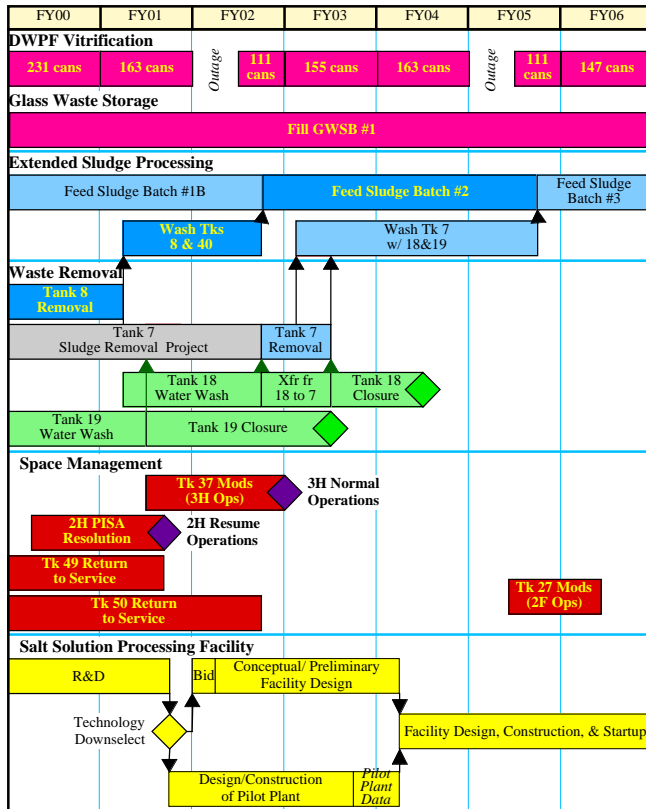 FY00 FY01 FY02 FY03 FY04 FY05 FY06
DWPF Vitrification
231 cans
163 cans
Outage
111
cans
155 cans
163 cans
Outage
111
cans
147 cans
Glass Waste Storage
Fill GWSB #1
Extended Sludge Processing
Feed Sludge Batch #1B
Feed Sludge Batch #2
Feed Sludge
Batch #3
Wash Tks
8 & 40
Wash Tk 7
w/ 18&19
Waste Removal
Tank 8
Removal
Tank 7
Sludge Removal Project
Tank 7
Removal
Tank 18
Water Wash
Xfr fr
18 to 7
Tank 18
Closure
Tank 19
Water Wash
Tank 19 Closure
Space Management
Tk 37 Mods
(3H Ops)
3H Normal
Operations
2H PISA
Resolution
2H Resume
Operations
Tk 49 Return
to Service
Tk 50 Return
to Service
Tk 27 Mods
(2F Ops)
Salt Solution Processing Facility
R&D
Bid
Conceptual/ Preliminary
Facility Design
Technology
Downselect
Facility Design, Construction, & Startup
Design/Construction
of Pilot Plant
Pilot
Plant
Data